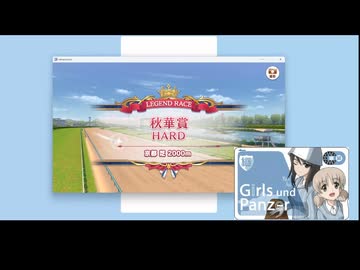 LEGEND RACE
秋華賞
HARD
京都 芝 2000m
Girls und
Panzer